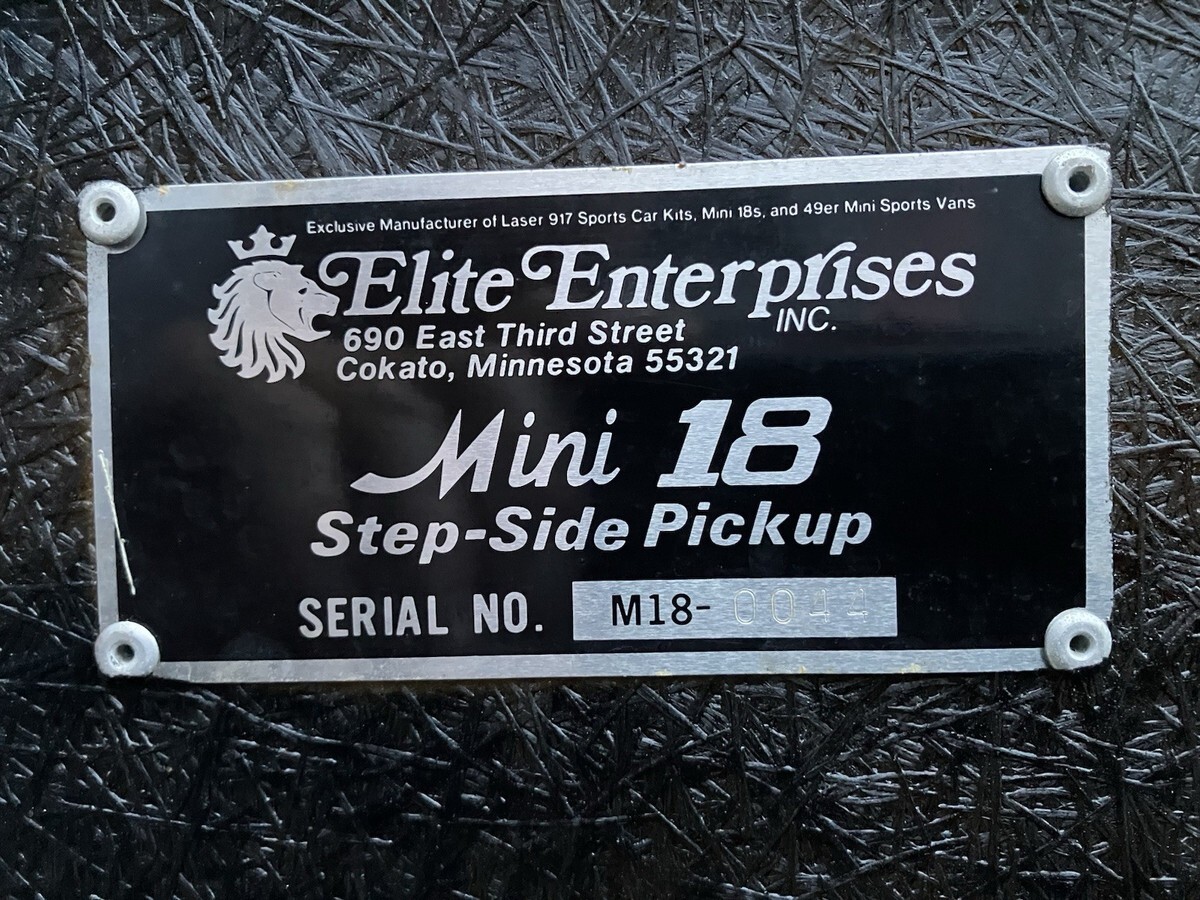 Exclusive Manufacturer of Laser 917 Sports Car Kits, Mini 18s, and 49er Mini Sports Vans
Elite Enterprises
INC.
690 East Third Street
Cokato, Minnesota 55321
Mini 18
Step-Side Pickup
SERIAL NO. M18-0044